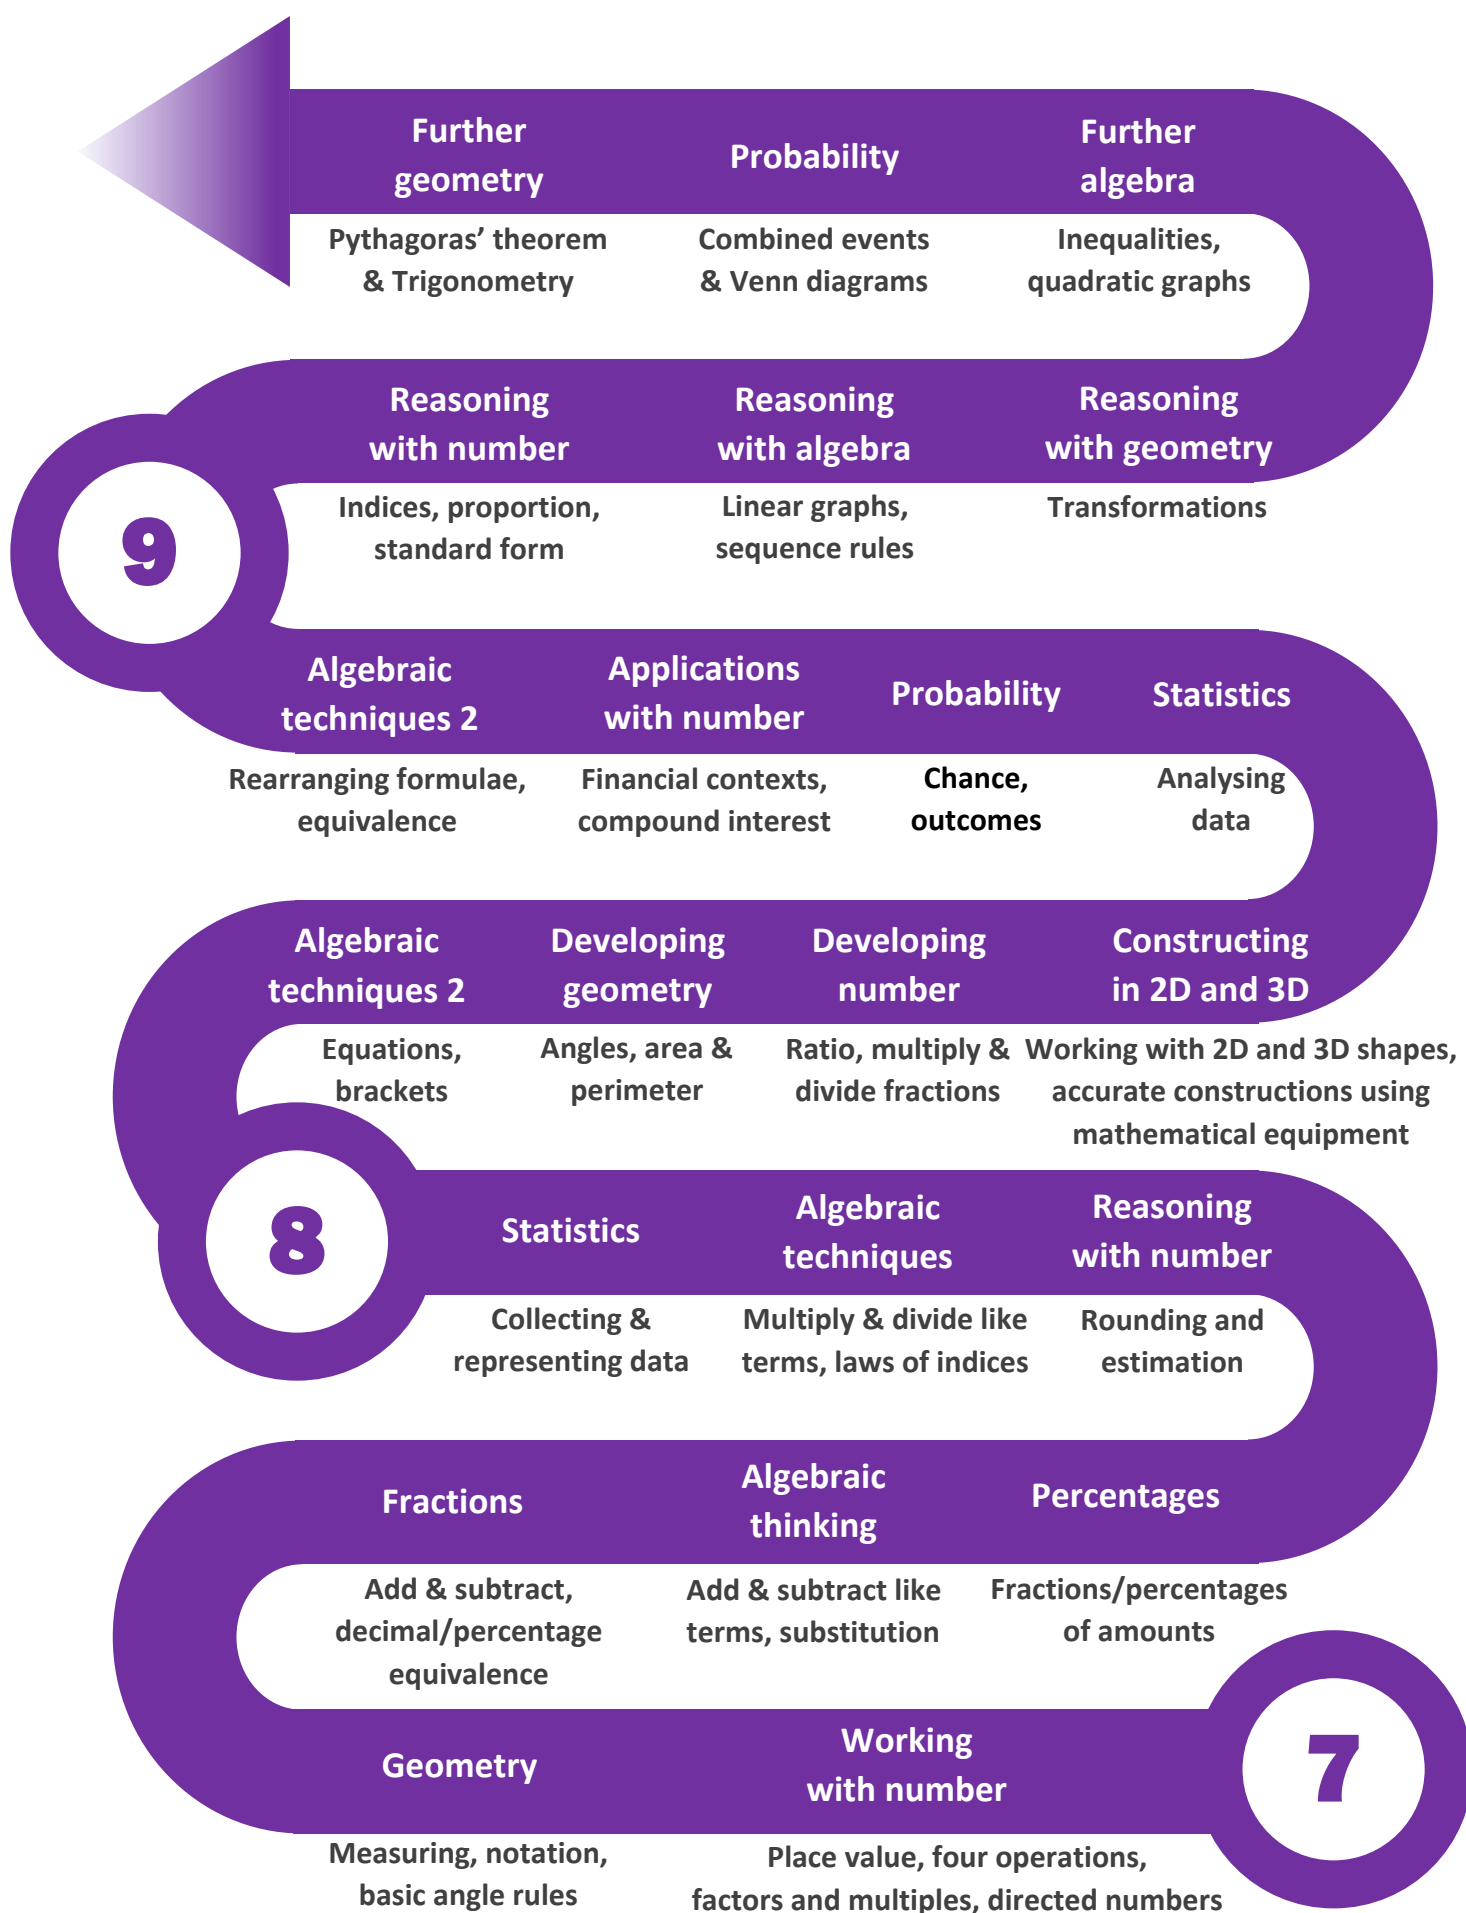 Further
geometry
Probability
Further
algebra
Pythagoras’ theorem
& Trigonometry
Combined events
& Venn diagrams
Inequalities,
quadratic graphs
Reasoning
with number
Reasoning
with algebra
Reasoning
with geometry
Indices, proportion,
standard form
Linear graphs,
sequence rules
Transformations
9
Algebraic
techniques 2
Applications
with number
Probability
Statistics
Rearranging formulae,
equivalence
Financial contexts,
compound interest
Chance,
outcomes
Analysing
data
Algebraic
techniques 2
Developing
geometry
Developing
number
Constructing
in 2D and 3D
Equations,
brackets
Angles, area &
perimeter
Ratio, multiply &
divide fractions
Working with 2D and 3D shapes,
accurate constructions using
mathematical equipment
8
Statistics
Algebraic
techniques
Reasoning
with number
Collecting &
representing data
Multiply & divide like
terms, laws of indices
Rounding and
estimation
Fractions
Algebraic
thinking
Percentages
Add & subtract,
decimal/percentage
equivalence
Add & subtract like
terms, substitution
Fractions/percentages
of amounts
Geometry
Working
with number
7
Measuring, notation,
basic angle rules
Place value, four operations,
factors and multiples, directed numbers